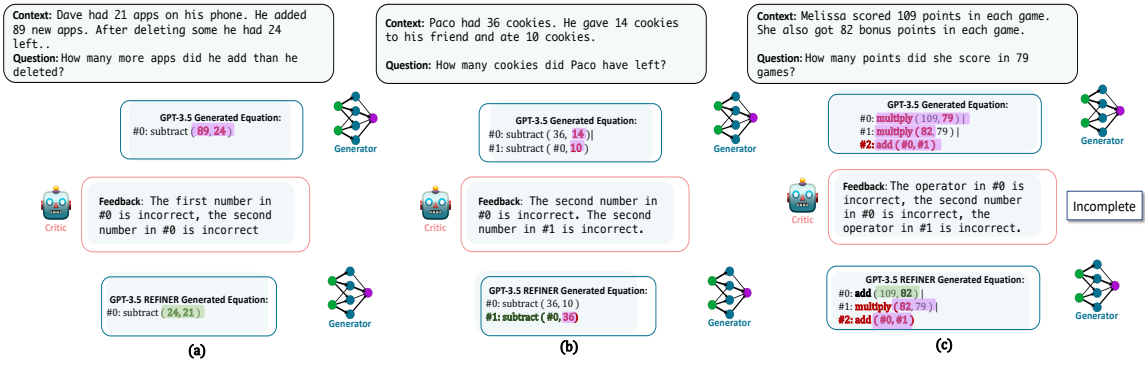 Context: Dave had 21 apps on his phone. He added
89 new apps. After deleting some he had 24
left..
Question: How many more apps did he add than he
deleted?
GPT-3.5 Generated Equation:
#0: subtract ( 89, 24 )
Generator
Feedback: The first number in
#0 is incorrect, the second
number in #0 is incorrect
Critic
GPT-3.5 REFINER Generated Equation:
#0: subtract ( 24, 21 )
Generator
(a)
Context: Paco had 36 cookies. He gave 14 cookies
to his friend and ate 10 cookies.
Question: How many cookies did Paco have left?
GPT-3.5 Generated Equation:
#0: subtract ( 36, 14 )|
#1: subtract ( #0, 10 )
Generator
Feedback: The second number in
#0 is incorrect. The second
number in #1 is incorrect.
Critic
GPT-3.5 REFINER Generated Equation:
#0: subtract ( 36, 10 )
#1: subtract ( #0, 36)
Generator
(b)
Context: Melissa scored 109 points in each game.
She also got 82 bonus points in each game.
Question: How many points did she score in 79
games?
GPT-3.5 Generated Equation:
#0: multiply ( 109, 79 ) |
#1: multiply ( 82, 79 ) |
#2: add ( #0, #1 )
Generator
Feedback: The operator in #0 is
incorrect, the second
number in #0 is incorrect, the
operator in #1 is incorrect.
Critic
Incomplete
GPT-3.5 REFINER Generated Equation:
#0: add ( 109, 82 ) |
#1: multiply ( 82, 79 ) |
#2: add ( #0, #1 )
Generator
(c)